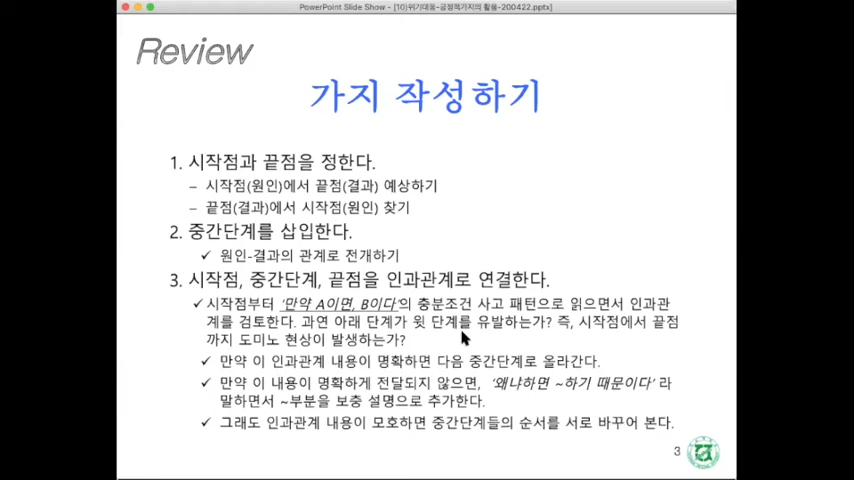 PowerPoint Slide Show - [10)위기대응-긍정적가지의 활용-200422.pptx]
Review
가지 작성하기
1. 시작점과 끝점을 정한다.
– 시작점(원인)에서 끝점(결과) 예상하기
– 끝점(결과)에서 시작점(원인) 찾기
2. 중간단계를 삽입한다.
✓ 원인-결과의 관계로 전개하기
3. 시작점, 중간단계, 끝점을 인과관계로 연결한다.
✓ 시작점부터 '만약 A이면, B이다'의 충분조건 사고 패턴으로 읽으면서 인과관
계를 검토한다. 과연 아래 단계가 윗 단계를 유발하는가? 즉, 시작점에서 끝점
까지 도미노 현상이 발생하는가?
✓ 만약 이 인과관계 내용이 명확하면 다음 중간단계로 올라간다.
✓ 만약 이 내용이 명확하게 전달되지 않으면, '왜냐하면 ~하기 때문이다' 라
말하면서 ~부분을 보충 설명으로 추가한다.
✓ 그래도 인과관계 내용이 모호하면 중간단계들의 순서를 서로 바꾸어 본다.
3